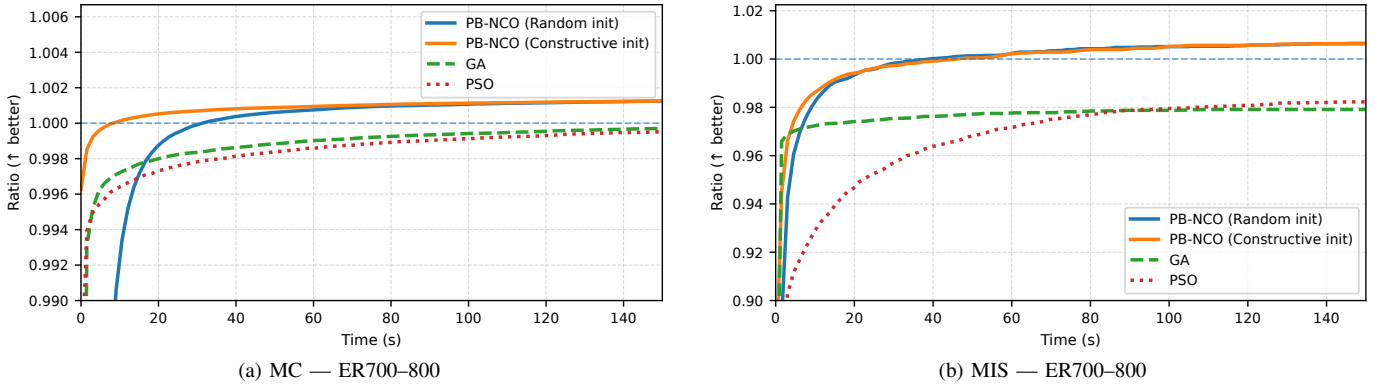 1.006
1.004
1.002
1.000
0.998
0.996
0.994
0.992
0.990
Ratio (↑ better)
0 20 40 60 80 100 120 140
Time (s)
PB-NCO (Random init)
PB-NCO (Constructive init)
GA
PSO
(a) MC — ER700–800
1.02
1.00
0.98
0.96
0.94
0.92
0.90
Ratio (↑ better)
0 20 40 60 80 100 120 140
Time (s)
PB-NCO (Random init)
PB-NCO (Constructive init)
GA
PSO
(b) MIS — ER700–800